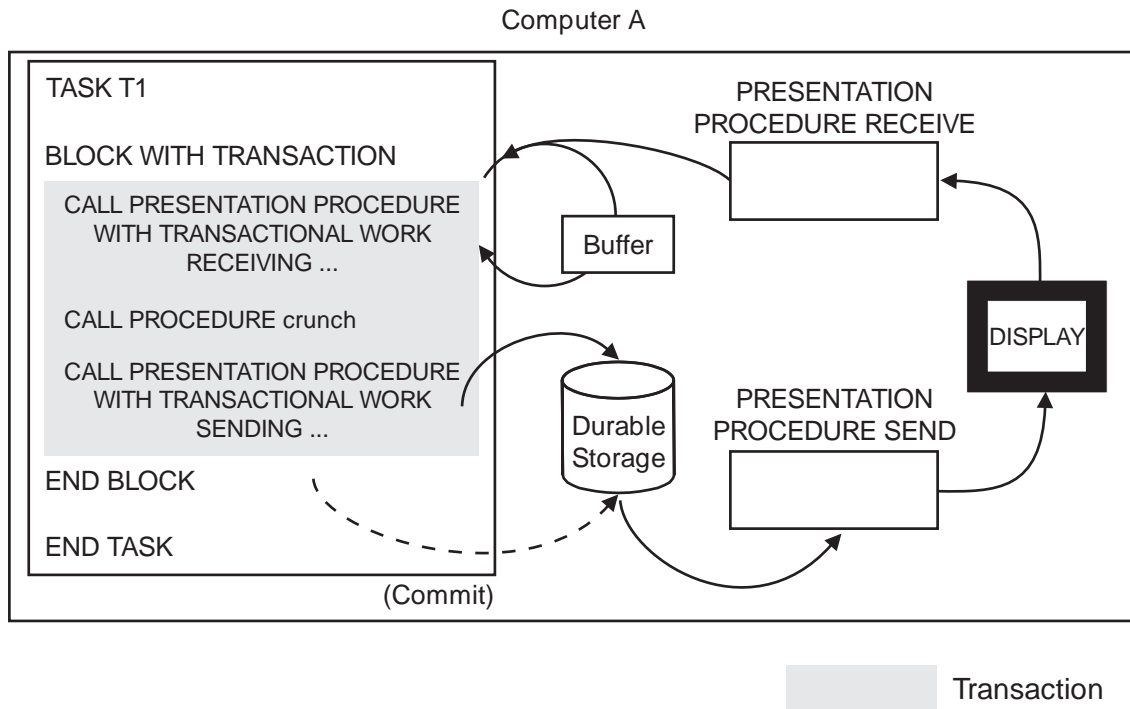 Computer A
TASK T1
BLOCK WITH TRANSACTION
CALL PRESENTATION PROCEDURE
WITH TRANSACTIONAL WORK
RECEIVING ...
CALL PROCEDURE crunch
CALL PRESENTATION PROCEDURE
WITH TRANSACTIONAL WORK
SENDING ...
END BLOCK
END TASK
(Commit)
Buffer
Durable
Storage
PRESENTATION
PROCEDURE RECEIVE
DISPLAY
PRESENTATION
PROCEDURE SEND
Transaction